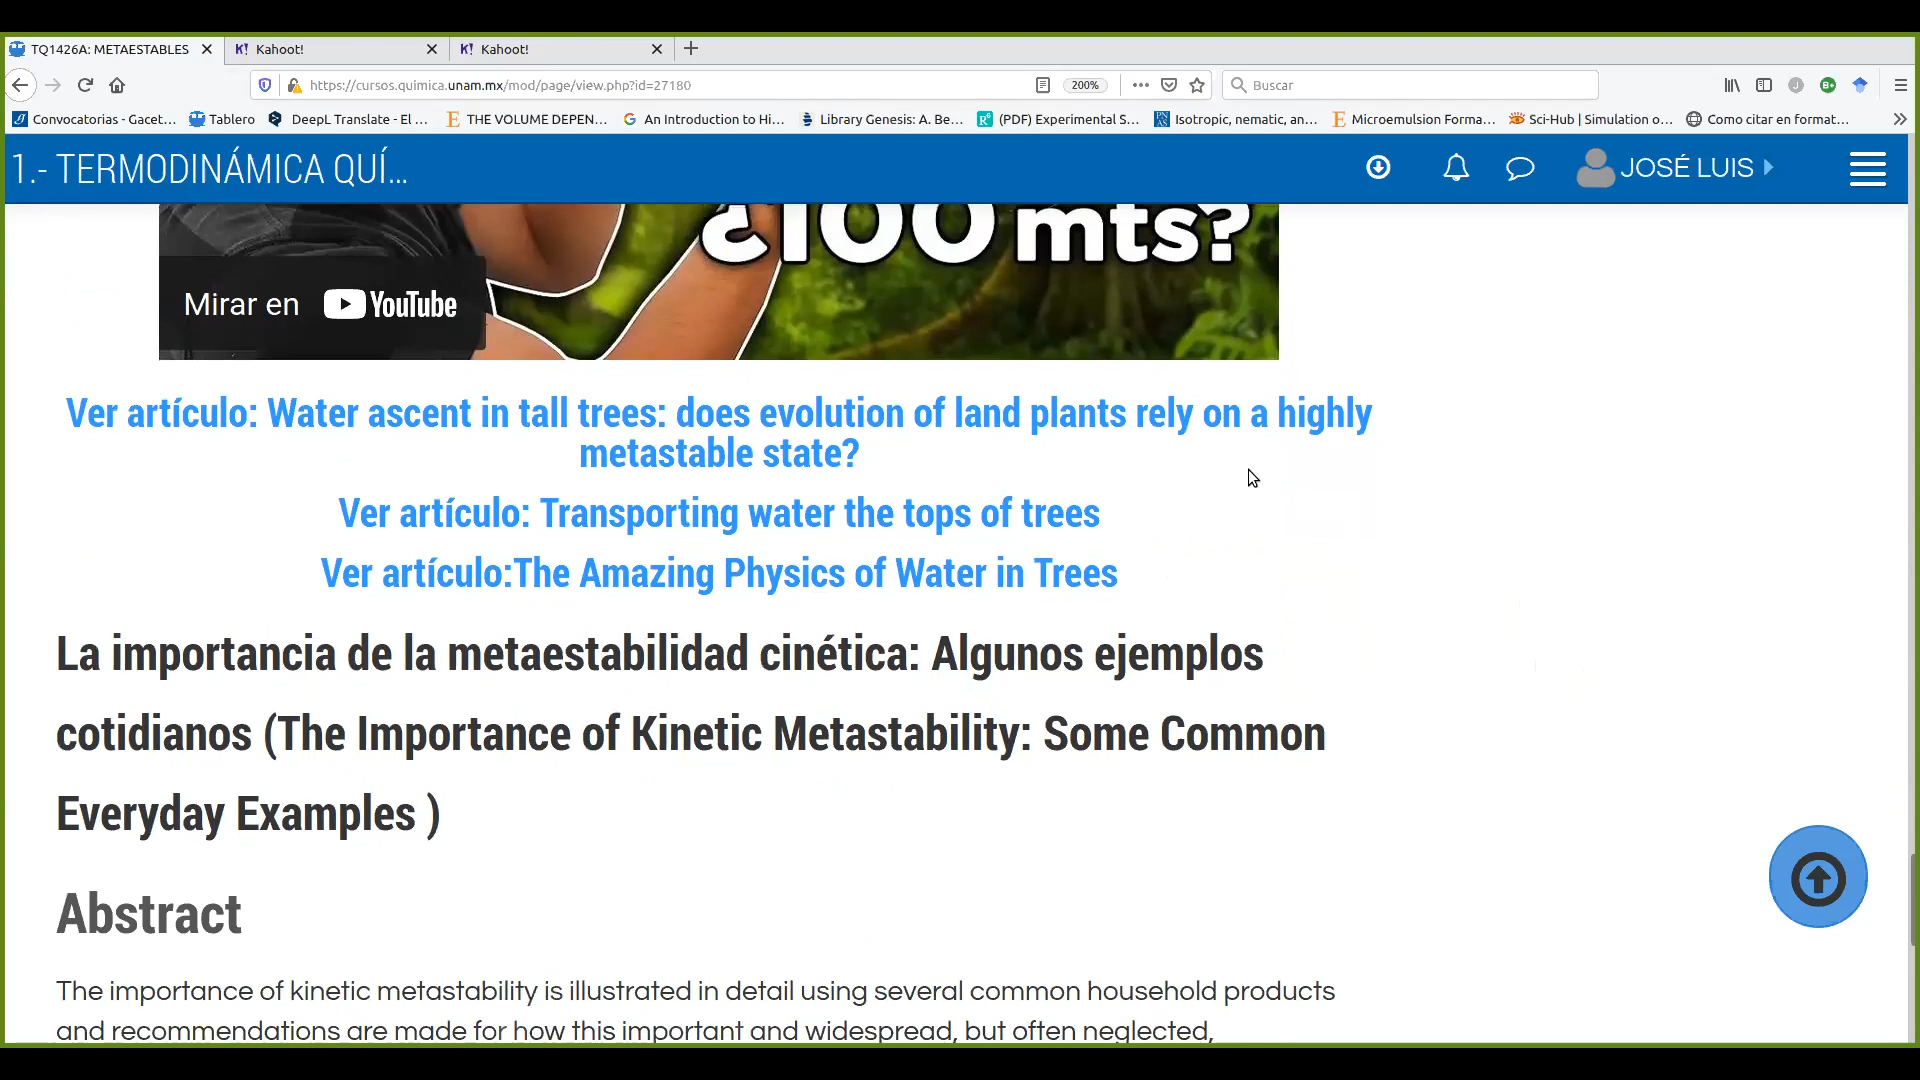 TQ1426A: METAESTABLES
K! Kahoot!
K! Kahoot!
https://cursos.quimica.unam.mx/mod/page/view.php?id=27180
200%
Buscar
Convocatorias - Gacet...
Tablero
DeepL Translate - El ...
THE VOLUME DEPEN...
An Introduction to Hi...
Library Genesis: A. Be...
(PDF) Experimental S...
Isotropic, nematic, an...
Microemulsion Forma...
Sci-Hub | Simulation o...
Como citar en format...
1.- TERMODINÁMICA QUÍ...
JOSÉ LUIS
¿100 mts?
Mirar en YouTube
Ver artículo: Water ascent in tall trees: does evolution of land plants rely on a highly
metastable state?
Ver artículo: Transporting water the tops of trees
Ver artículo:The Amazing Physics of Water in Trees
La importancia de la metaestabilidad cinética: Algunos ejemplos
cotidianos (The Importance of Kinetic Metastability: Some Common
Everyday Examples )
Abstract
The importance of kinetic metastability is illustrated in detail using several common household products
and recommendations are made for how this important and widespread, but often neglected,